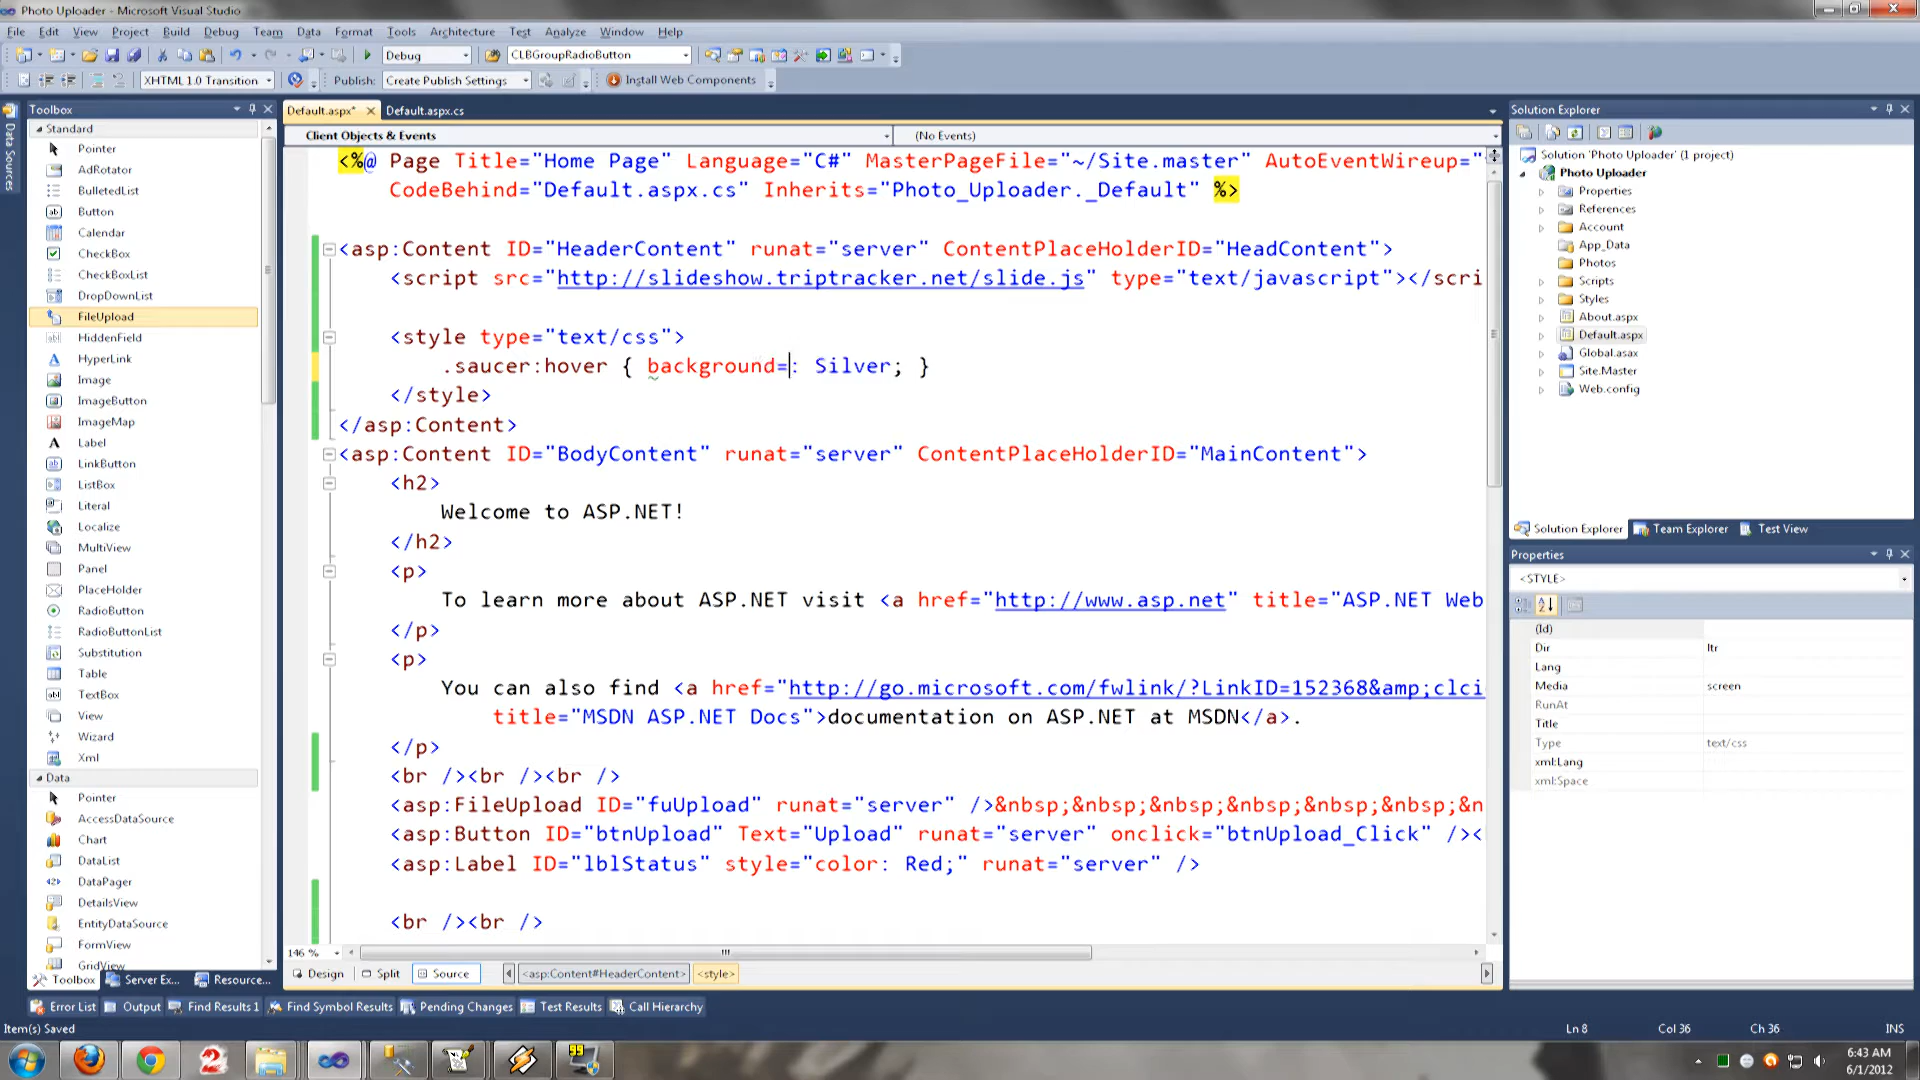 Photo Uploader - Microsoft Visual Studio
File Edit View Project Build Debug Team Data Format Tools Architecture Test Analyze Window Help
Debug CLBGroupRadioButton
XHTML 1.0 Transition Publish: Create Publish Settings Install Web Components
Data Sources
Toolbox
Standard
Pointer
AdRotator
BulletedList
Button
Calendar
CheckBox
CheckBoxList
DropDownList
FileUpload
HiddenField
HyperLink
Image
ImageButton
ImageMap
Label
LinkButton
ListBox
Literal
Localize
MultiView
Panel
PlaceHolder
RadioButton
RadioButtonList
Substitution
Table
TextBox
View
Wizard
Xml
Data
Pointer
AccessDataSource
Chart
DataList
DataPager
DetailsView
EntityDataSource
FormView
GridView
Toolbox Server Ex... Resource...
Default.aspx* Default.aspx.cs
Client Objects & Events (No Events)
<%@ Page Title="Home Page" Language="C#" MasterPageFile="~/Site.master" AutoEventWireup="
CodeBehind="Default.aspx.cs" Inherits="Photo_Uploader._Default" %>
<asp:Content ID="HeaderContent" runat="server" ContentPlaceHolderID="HeadContent">
<script src="http://slideshow.triptracker.net/slide.js" type="text/javascript"></scri
<style type="text/css">
.saucer:hover { background=: Silver; }
</style>
</asp:Content>
<asp:Content ID="BodyContent" runat="server" ContentPlaceHolderID="MainContent">
<h2>
Welcome to ASP.NET!
</h2>
<p>
To learn more about ASP.NET visit <a href="http://www.asp.net" title="ASP.NET Web
</p>
<p>
You can also find <a href="http://go.microsoft.com/fwlink/?LinkID=152368&amp;clci
title="MSDN ASP.NET Docs">documentation on ASP.NET at MSDN</a>.
</p>
<br /><br /><br />
<asp:FileUpload ID="fuUpload" runat="server" />&nbsp;&nbsp;&nbsp;&nbsp;&nbsp;&nbsp;&n
<asp:Button ID="btnUpload" Text="Upload" runat="server" onclick="btnUpload_Click" /><
<asp:Label ID="lblStatus" style="color: Red;" runat="server" />
<br /><br />
146 %
Design Split Source <asp:Content#HeaderContent> <style>
Solution Explorer
Solution 'Photo Uploader' (1 project)
Photo Uploader
Properties
References
Account
App_Data
Photos
Scripts
Styles
About.aspx
Default.aspx
Global.asax
Site.Master
Web.config
Solution Explorer Team Explorer Test View
Properties
<STYLE>
(Id)
Dir ltr
Lang
Media screen
RunAt
Title
Type text/css
xml:Lang
xml:Space
Error List Output Find Results 1 Find Symbol Results Pending Changes Test Results Call Hierarchy
Item(s) Saved Ln 8 Col 36 Ch 36 INS
6:43 AM
6/1/2012